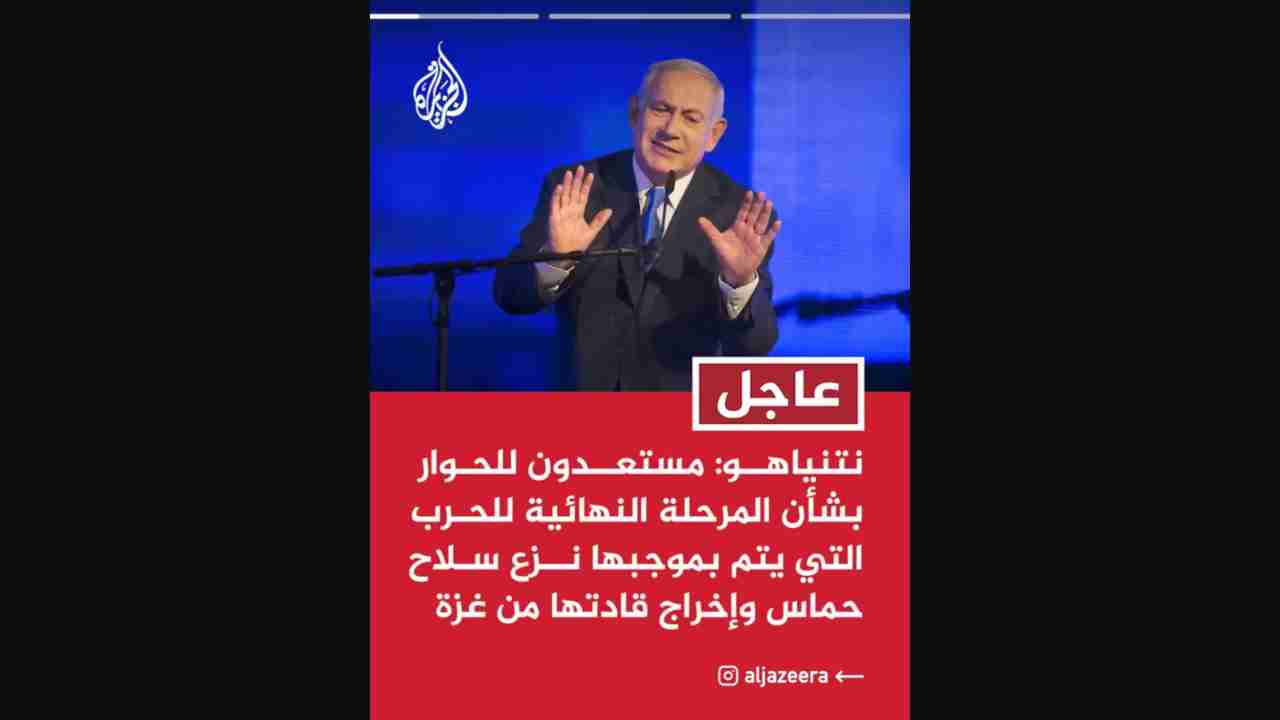 الجزيرة
عاجل
نتنياهو: مستعدون للحوار
بشأن المرحلة النهائية للحرب
التي يتم بموجبها نزع سلاح
حماس وإخراج قادتها من غزة
aljazeera